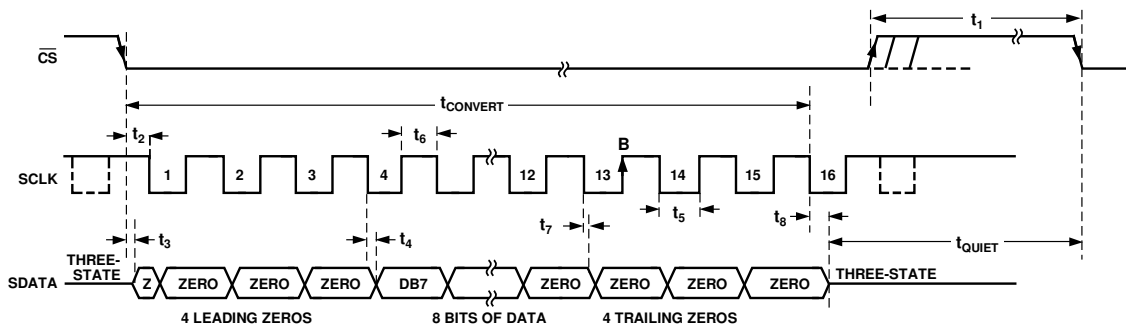 t1
CS
tCONVERT
t2
t6
B
SCLK
1 2 3 4 12 13 14 15 16
t7
t5
t8
t3
t4
tQUIET
THREE-
STATE
THREE-STATE
SDATA
Z ZERO ZERO ZERO DB7 ZERO ZERO ZERO ZERO
4 LEADING ZEROS 8 BITS OF DATA 4 TRAILING ZEROS